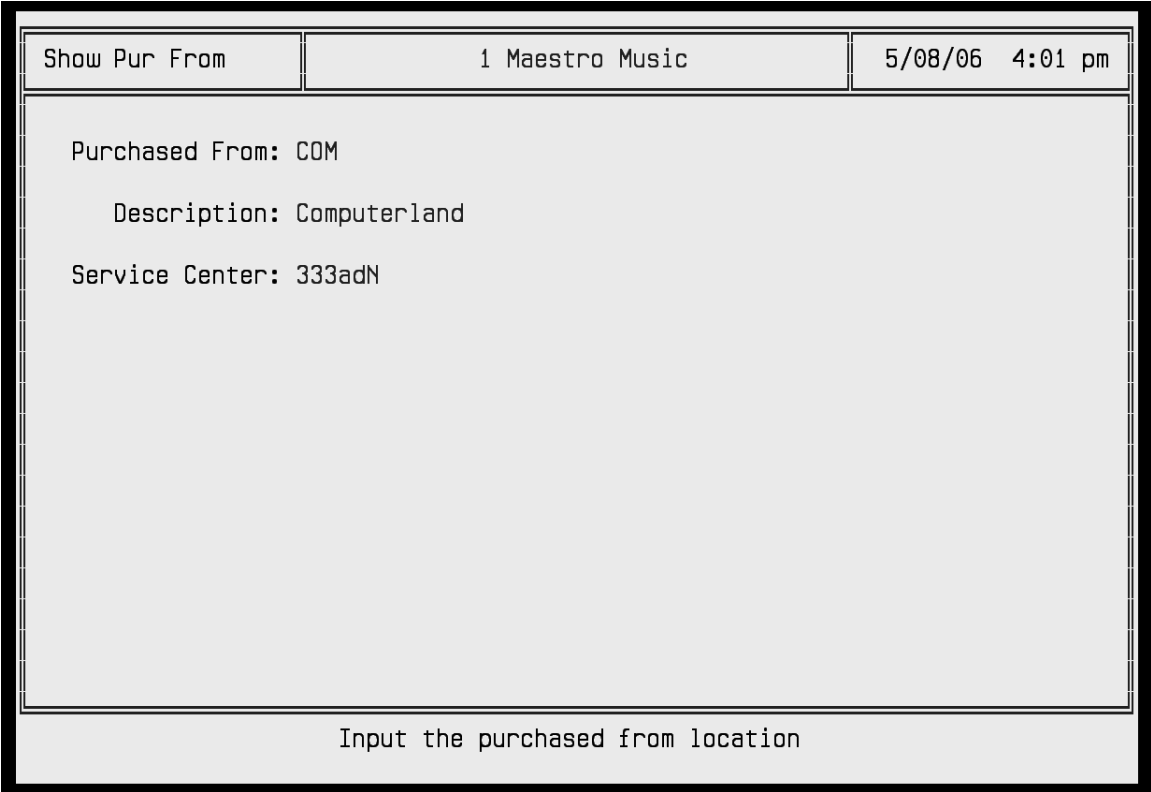 Show Pur From 1 Maestro Music 5/08/06 4:01 pm
Purchased From: COM
Description: Computerland
Service Center: 333adN
Input the purchased from location